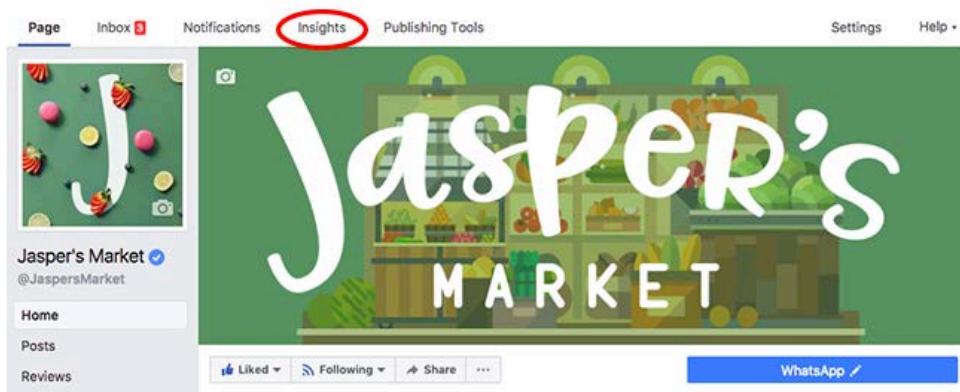 Page Inbox 3 Notifications Insights Publishing Tools Settings Help
Jasper's
MARKET
J
Jasper's Market
@JaspersMarket
Home
Posts
Reviews
Liked Following Share ...
WhatsApp